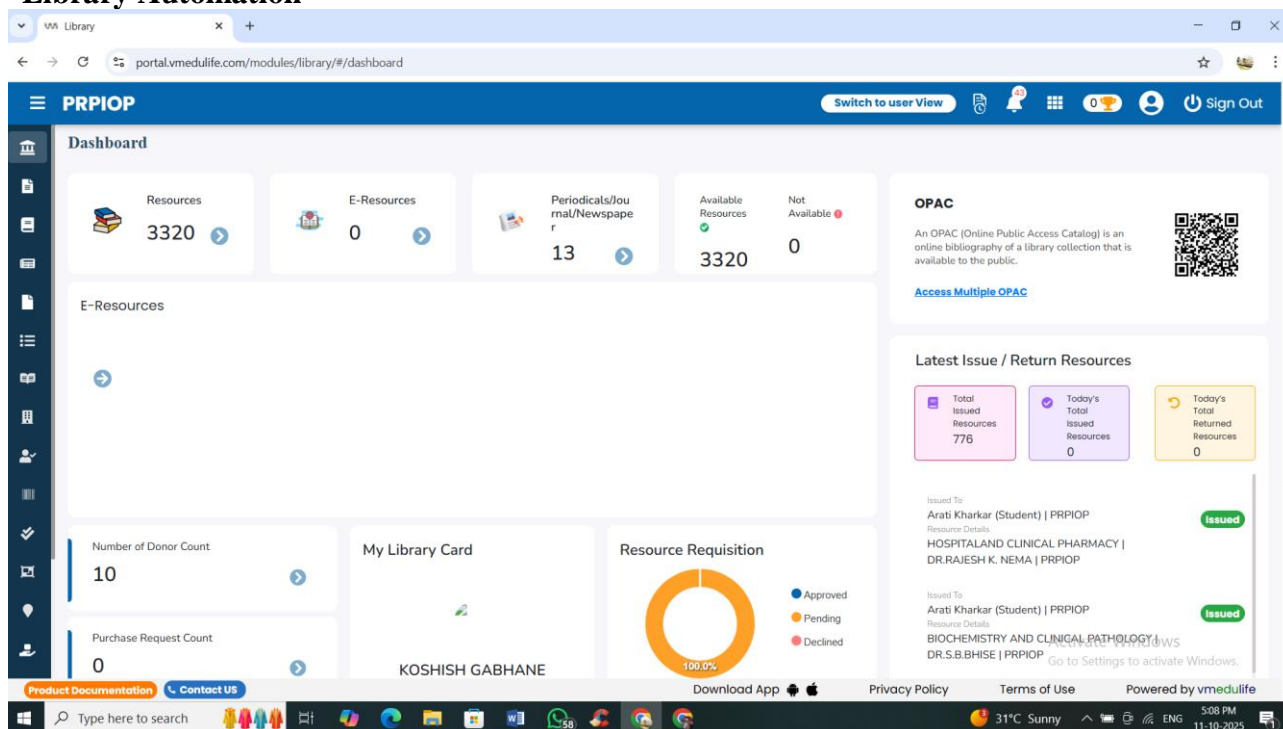 Library Automation
Library
portal.vmedulife.com/modules/library/#/dashboard
PRPIOP
Switch to user View
43
0
Sign Out
Dashboard
Resources
3320
E-Resources
0
Periodicals/Jou
rnal/Newspape
r
13
Available
Resources
3320
Not
Available
0
OPAC
An OPAC (Online Public Access Catalog) is an
online bibliography of a library collection that is
available to the public.
Access Multiple OPAC
E-Resources
Latest Issue / Return Resources
Total
Issued
Resources
776
Today's
Total
Issued
Resources
0
Today's
Total
Returned
Resources
0
Issued To
Arati Kharkar (Student) | PRPIOP
Issued
Resource Details
HOSPITALAND CLINICAL PHARMACY |
DR.RAJESH K. NEMA | PRPIOP
Issued To
Arati Kharkar (Student) | PRPIOP
Issued
Resource Details
BIOCHEMISTRY AND CLINICAL PATHOLOGY |
DR.S.B.BHISE | PRPIOP
Number of Donor Count
10
Purchase Request Count
0
My Library Card
KOSHISH GABHANE
Resource Requisition
100.0%
Approved
Pending
Declined
Activate Windows
Go to Settings to activate Windows.
Product Documentation
Contact US
Download App
Privacy Policy
Terms of Use
Powered by vmedulife
Type here to search
58
31°C Sunny
ENG
5:08 PM
11-10-2025
1